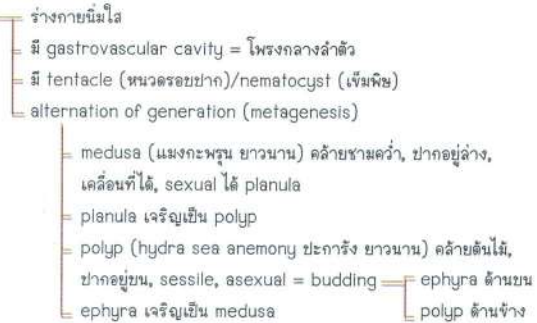 ร่างกายนิ่มใส
มี gastrovascular cavity = โพรงกลางลำตัว
มี tentacle (หนวดรอบปาก)/nematocyst (เข็มพิษ)
alternation of generation (metagenesis)
medusa (แมงกะพรุน ยาวนาน) คล้ายชามคว่ำ, ปากอยู่ล่าง,
เคลื่อนที่ได้, sexual ได้ planula
planula เจริญเป็น polyp
polyp (hydra sea anemony ปะการัง ยาวนาน) คล้ายต้นไม้,
ปากอยู่บน, sessile, asexual = budding ephyra ด้านบน
polyp ด้านข้าง
ephyra เจริญเป็น medusa